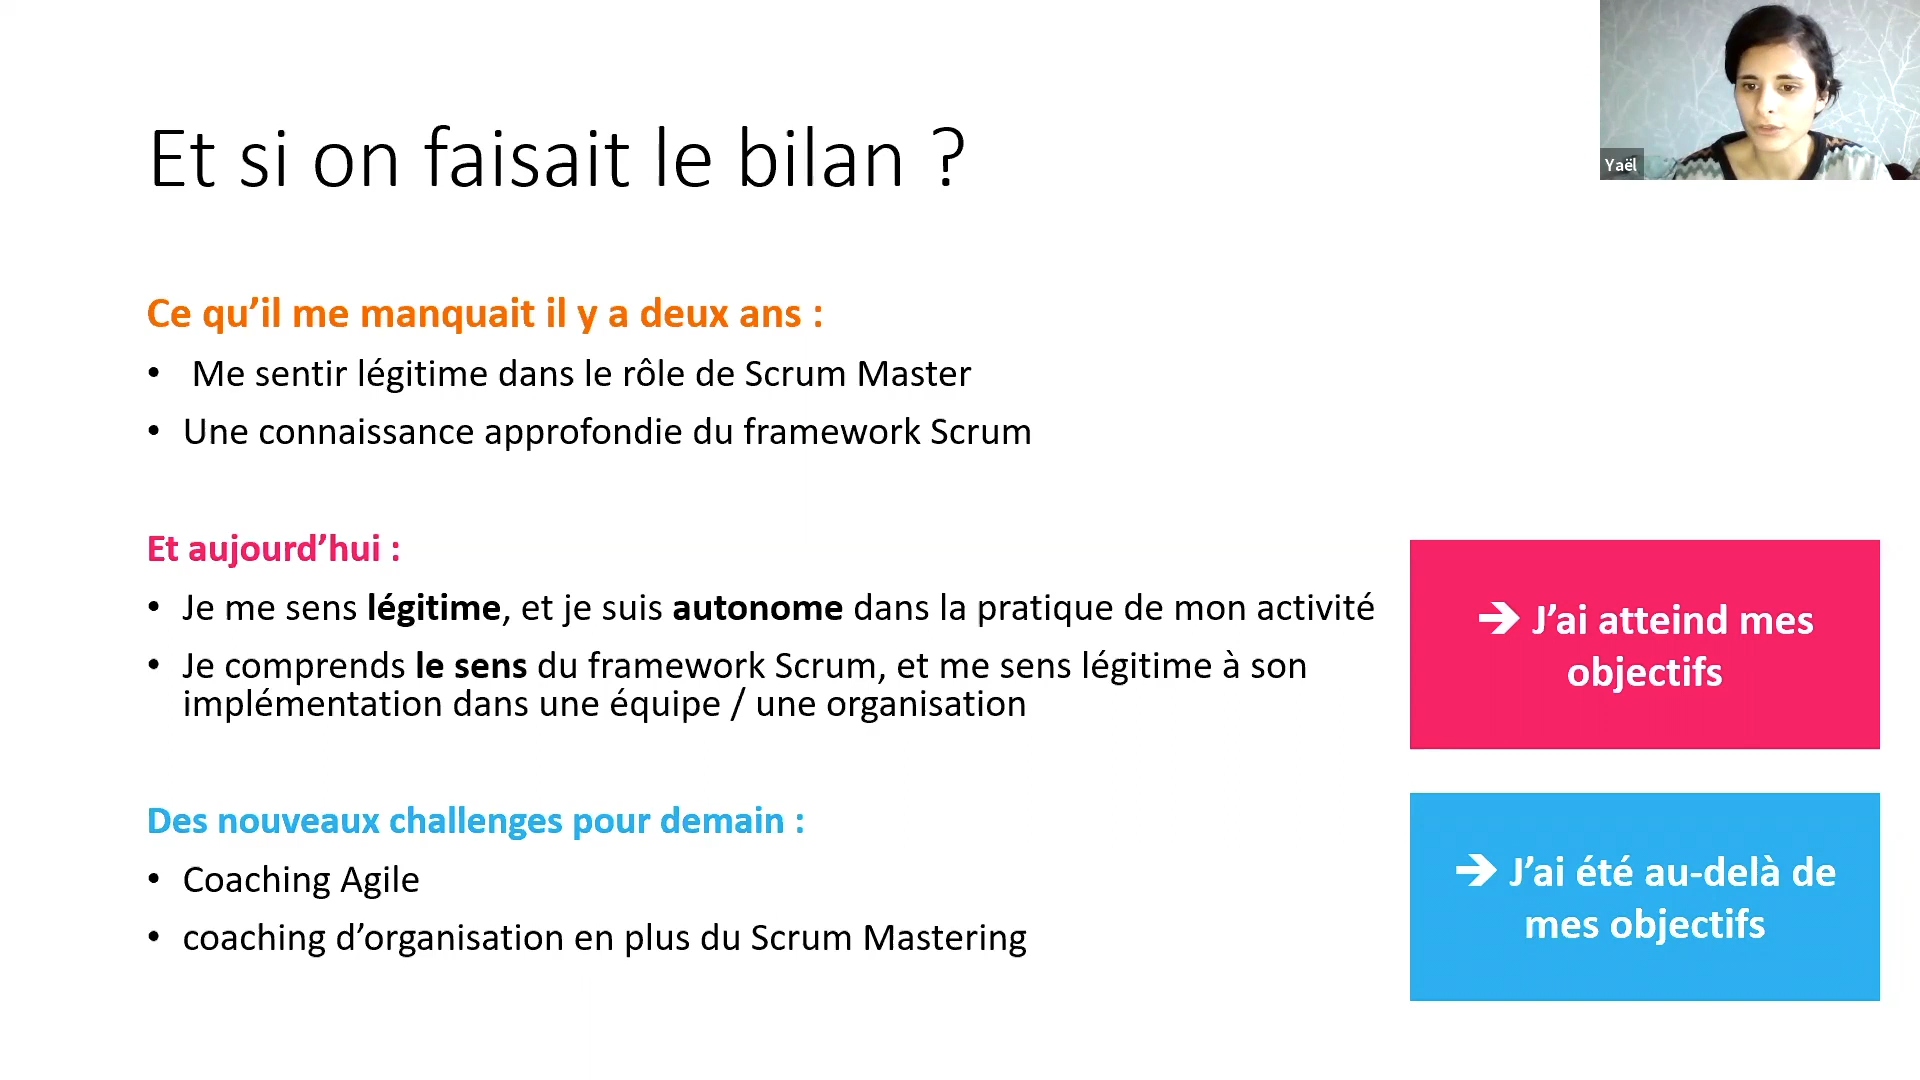 Et si on faisait le bilan ?
Yaël
Ce qu’il me manquait il y a deux ans :
• Me sentir légitime dans le rôle de Scrum Master
• Une connaissance approfondie du framework Scrum
Et aujourd’hui :
• Je me sens légitime, et je suis autonome dans la pratique de mon activité
• Je comprends le sens du framework Scrum, et me sens légitime à son
implémentation dans une équipe / une organisation
➔ J’ai atteind mes
objectifs
Des nouveaux challenges pour demain :
• Coaching Agile
• coaching d’organisation en plus du Scrum Mastering
➔ J’ai été au-delà de
mes objectifs